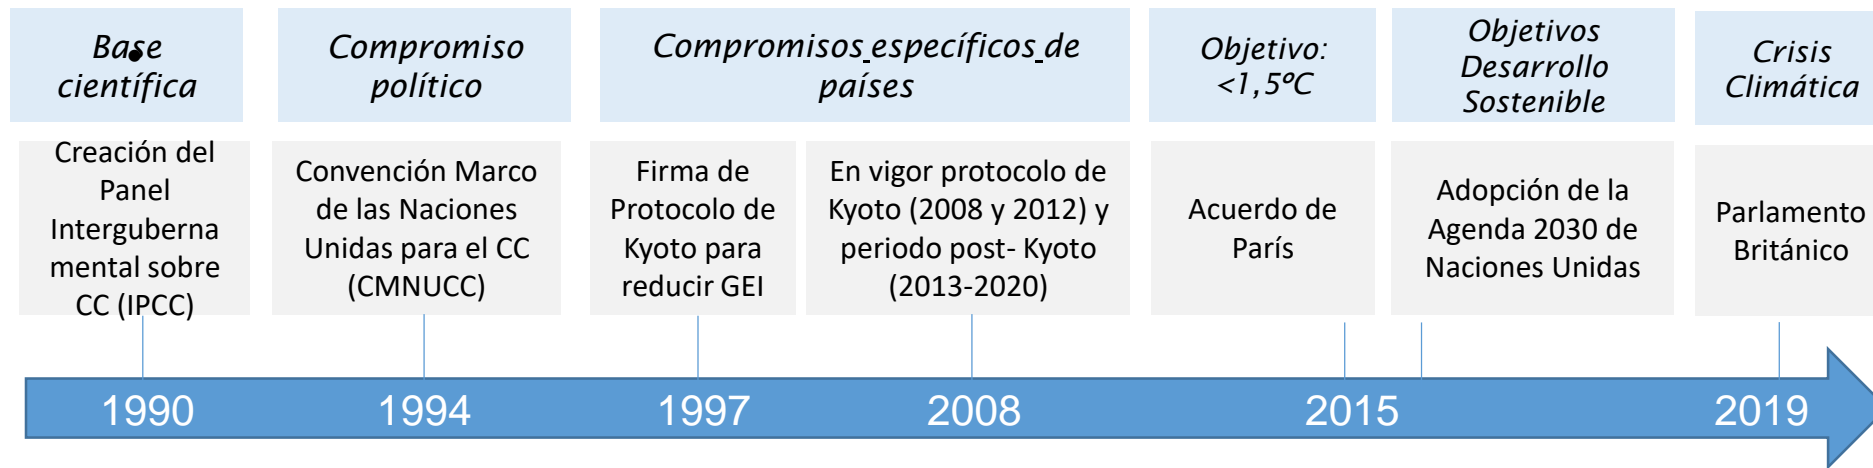 Base
científica
Compromiso
político
Compromisos específicos de
países
Objetivo:
<1,5ºC
Objetivos
Desarrollo
Sostenible
Crisis
Climática
Creación del
Panel
Interguberna
mental sobre
CC (IPCC)
Convención Marco
de las Naciones
Unidas para el CC
(CMNUCC)
Firma de
Protocolo de
Kyoto para
reducir GEI
En vigor protocolo de
Kyoto (2008 y 2012) y
periodo post- Kyoto
(2013-2020)
Acuerdo de
París
Adopción de la
Agenda 2030 de
Naciones Unidas
Parlamento
Británico
1990
1994
1997
2008
2015
2019